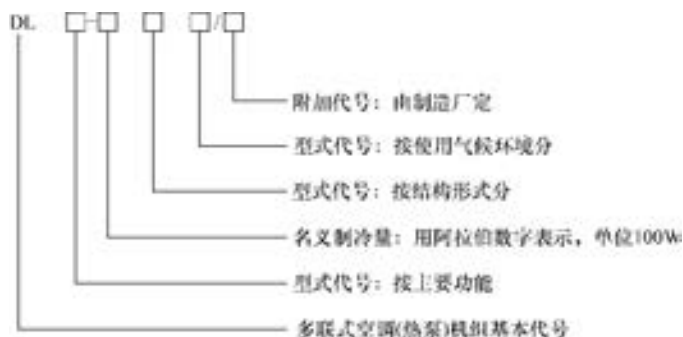 DL □-□ □ □/□
附加代号：由制造厂定
型式代号：按使用气候环境分
型式代号：按结构形式分
名义制冷量：用阿拉伯数字表示，单位100W
型式代号：按主要功能
多联式空调(热泵)机组基本代号